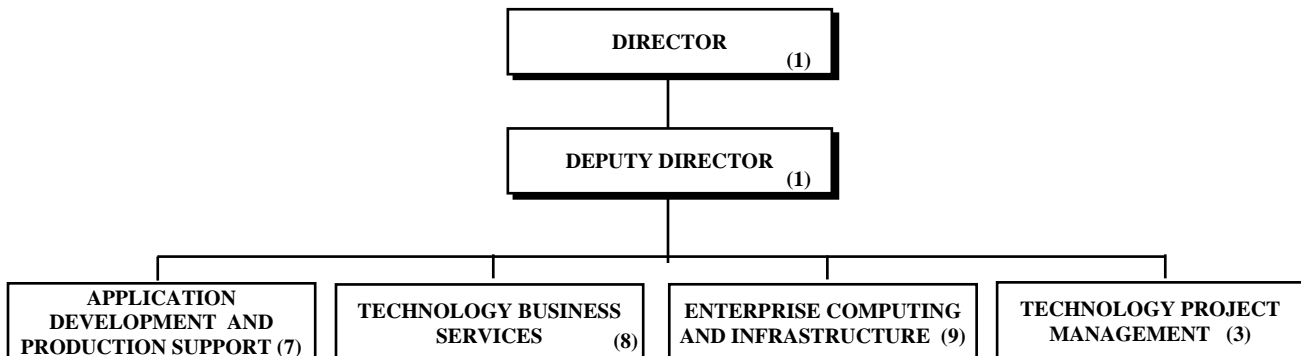 DIRECTOR
(1)
DEPUTY DIRECTOR
(1)
APPLICATION
DEVELOPMENT AND
PRODUCTION SUPPORT (7)
TECHNOLOGY BUSINESS
SERVICES (8)
ENTERPRISE COMPUTING
AND INFRASTRUCTURE (9)
TECHNOLOGY PROJECT
MANAGEMENT (3)